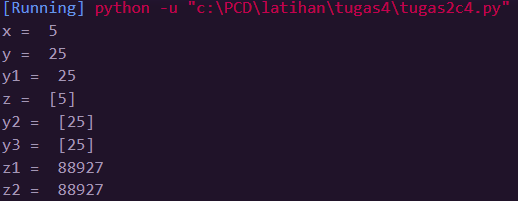 [Running] python -u "c:\PCD\latihan\tugas4\tugas2c4.py"
x =  5
y =  25
y1 =  25
z =  [5]
y2 =  [25]
y3 =  [25]
z1 =  88927
z2 =  88927